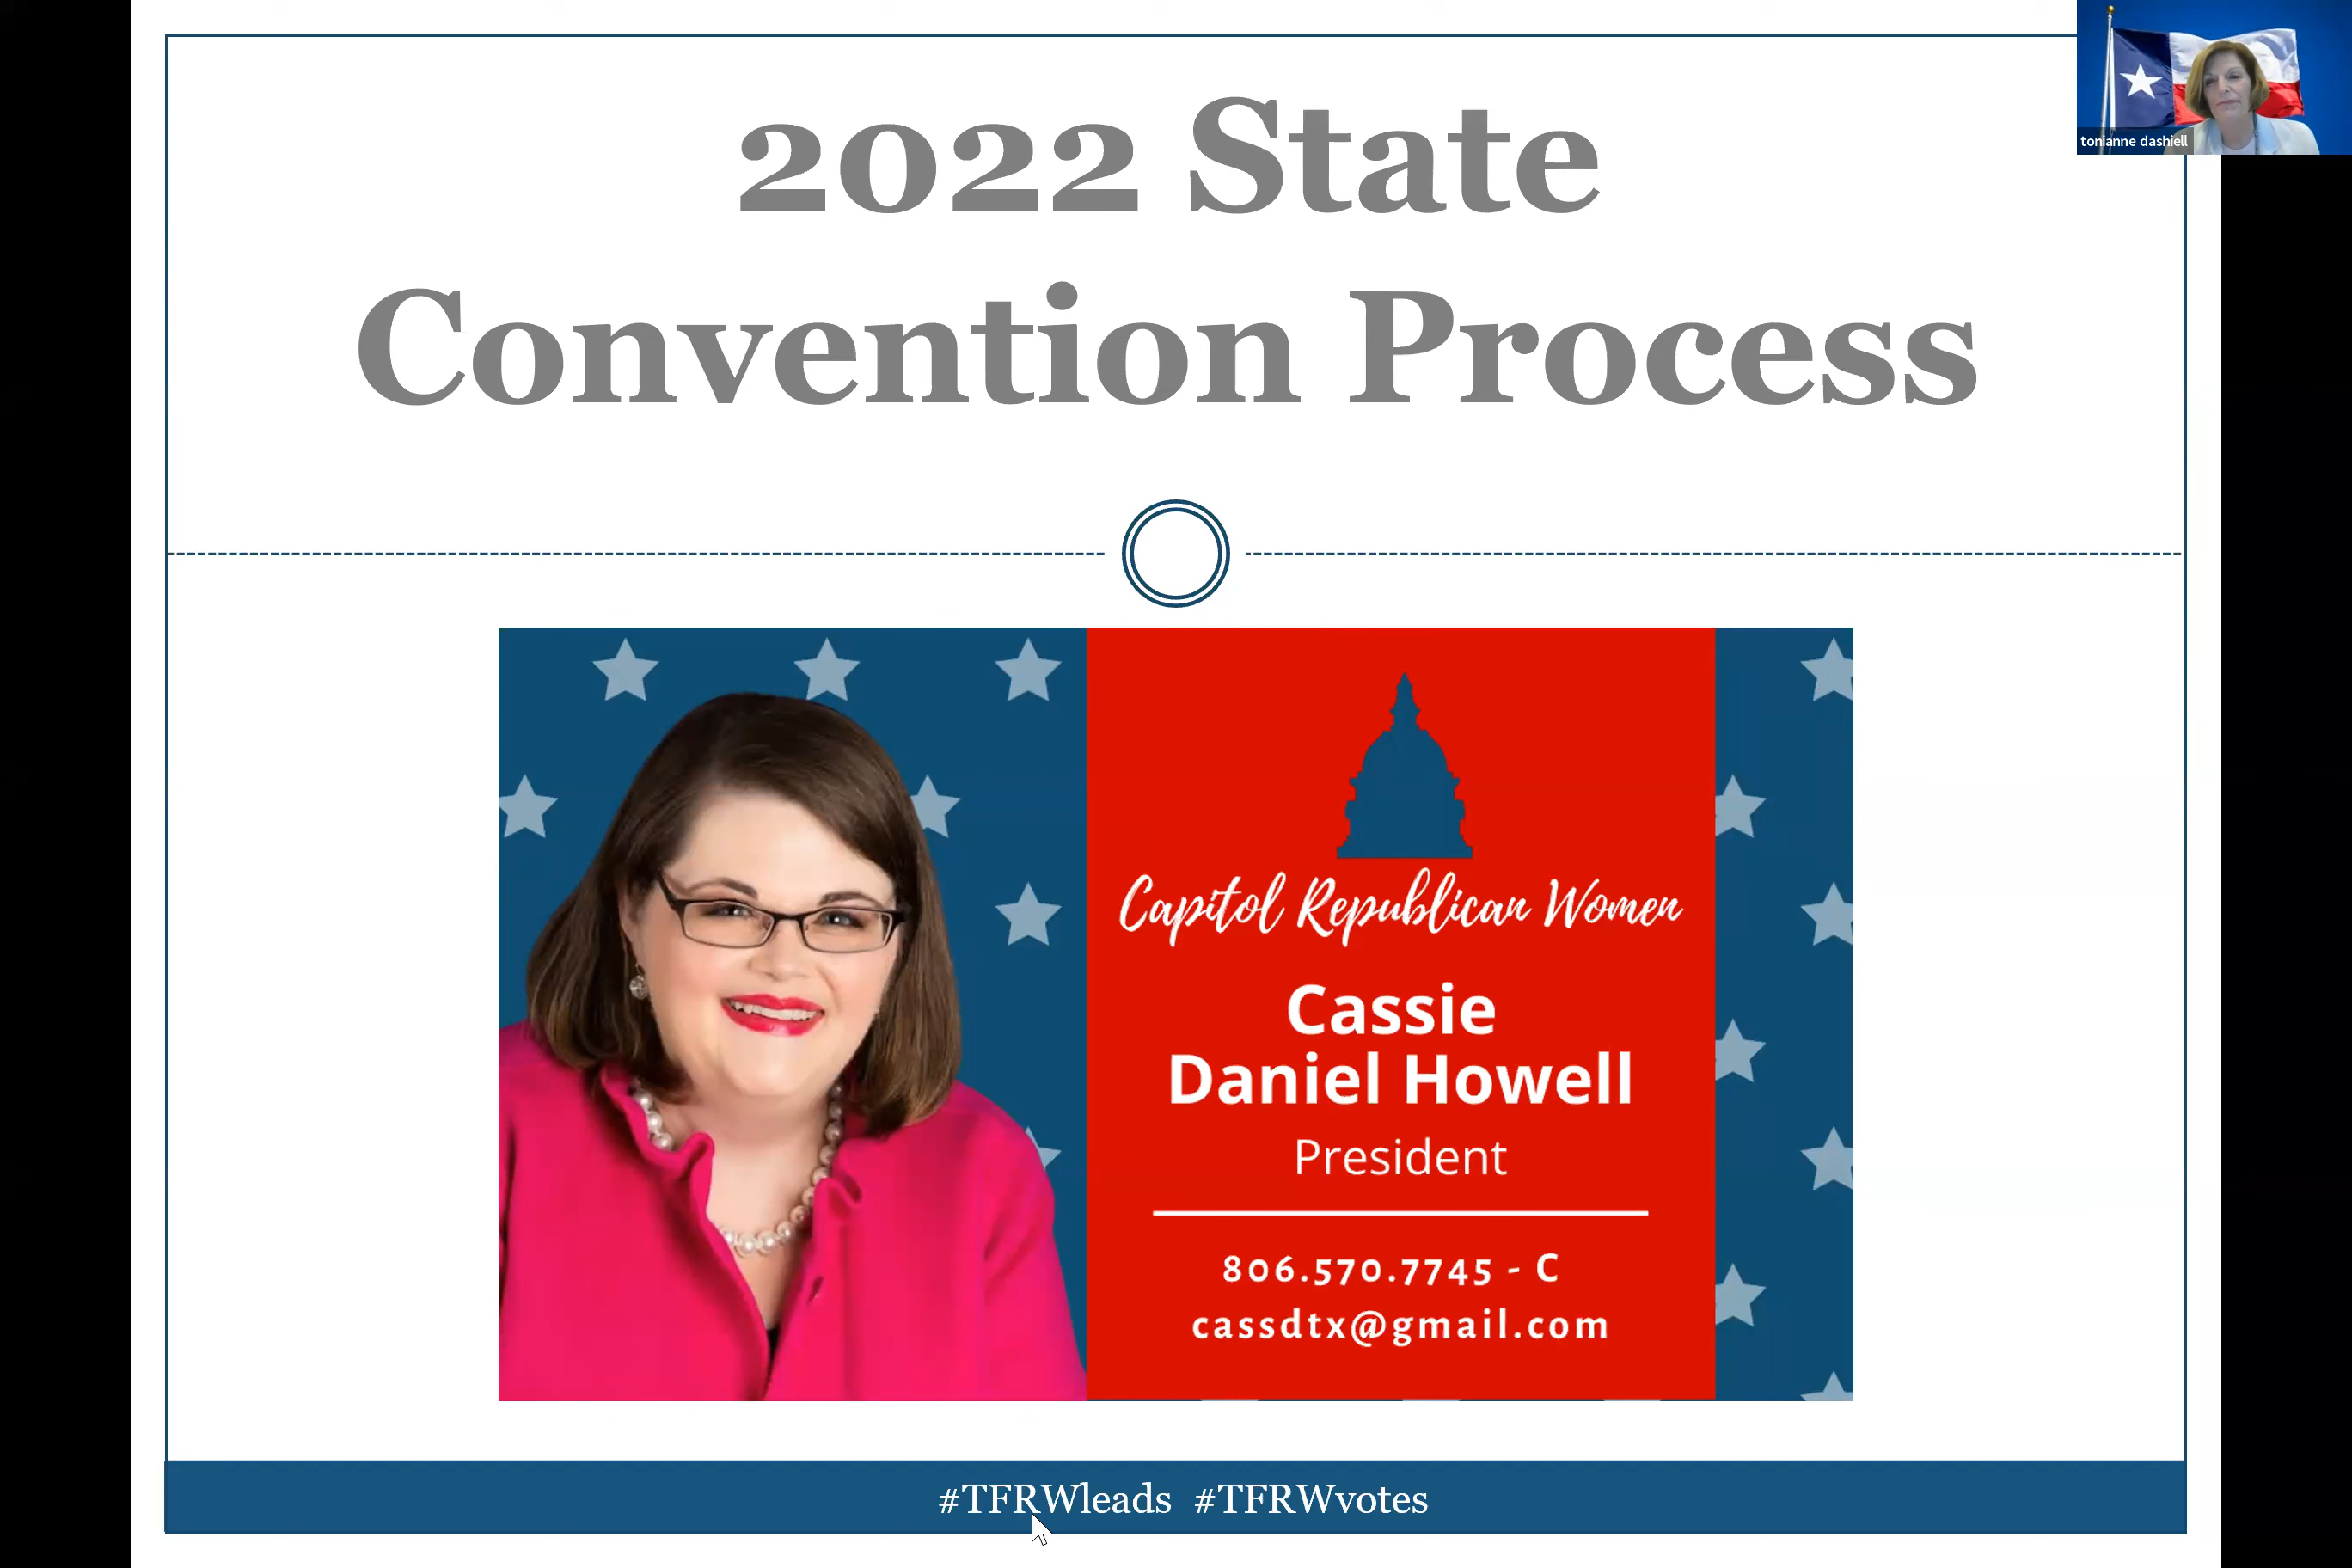 2022 State
Convention Process
tonianne dashiell
Capitol Republican Women
Cassie
Daniel Howell
President
806.570.7745 - C
cassdtx@gmail.com
#TFRWleads #TFRWvotes